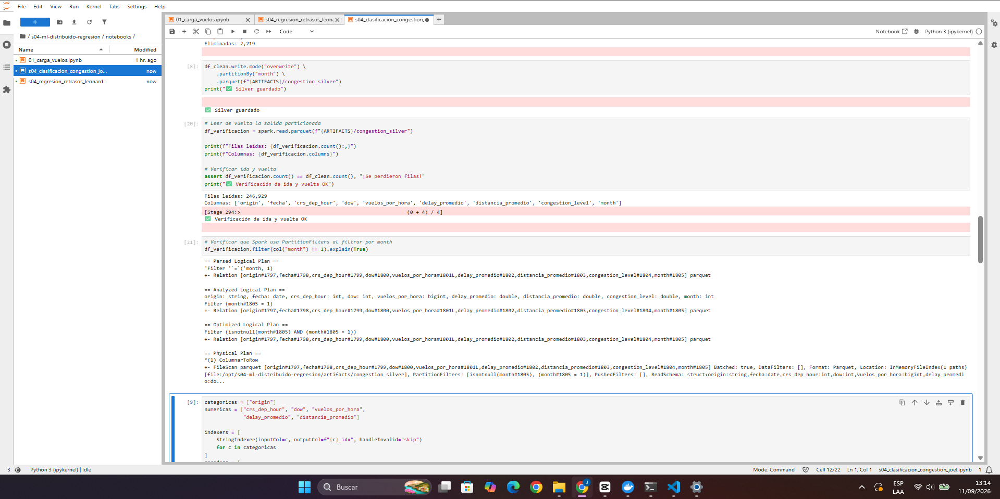 File Edit View Run Kernel Tabs Settings Help
+
/ s04-ml-distribuido-regresion / notebooks /
Name Modified
01_carga_vuelos.ipynb 1 hr. ago
s04_clasificacion_congestion_jo... now
s04_regresion_retrasos_leonard... now
01_carga_vuelos.ipynb
s04_regresion_retrasos_leona
s04_clasificacion_congestion_
Code
Notebook
Python 3 (ipykernel)
Eliminadas: 2,219
[8]:
df_clean.write.mode("overwrite") \
.partitionBy("month") \
.parquet(f"{ARTIFACTS}/congestion_silver")
print("✅ Silver guardado")
✅ Silver guardado
[20]:
# Leer de vuelta la salida particionada
df_verificacion = spark.read.parquet(f"{ARTIFACTS}/congestion_silver")
print(f"Filas leídas: {df_verificacion.count():,}")
print(f"Columnas: {df_verificacion.columns}")
# Verificar ida y vuelta
assert df_verificacion.count() == df_clean.count(), "¡Se perdieron filas!"
print("✅ Verificación de ida y vuelta OK")
Filas leídas: 246,929
Columnas: ['origin', 'fecha', 'crs_dep_hour', 'dow', 'vuelos_por_hora', 'delay_promedio', 'distancia_promedio', 'congestion_level', 'month']
[Stage 294:> (0 + 4) / 4]
✅ Verificación de ida y vuelta OK
[21]:
# Verificar que Spark usa PartitionFilters al filtrar por month
df_verificacion.filter(col("month") == 1).explain(True)
== Parsed Logical Plan ==
'Filter '`=`('month, 1)
+- Relation [origin#1797,fecha#1798,crs_dep_hour#1799,dow#1800,vuelos_por_hora#1801L,delay_promedio#1802,distancia_promedio#1803,congestion_level#1804,month#1805] parquet
== Analyzed Logical Plan ==
origin: string, fecha: date, crs_dep_hour: int, dow: int, vuelos_por_hora: bigint, delay_promedio: double, distancia_promedio: double, congestion_level: double, month: int
Filter (month#1805 = 1)
+- Relation [origin#1797,fecha#1798,crs_dep_hour#1799,dow#1800,vuelos_por_hora#1801L,delay_promedio#1802,distancia_promedio#1803,congestion_level#1804,month#1805] parquet
== Optimized Logical Plan ==
Filter (isnotnull(month#1805) AND (month#1805 = 1))
+- Relation [origin#1797,fecha#1798,crs_dep_hour#1799,dow#1800,vuelos_por_hora#1801L,delay_promedio#1802,distancia_promedio#1803,congestion_level#1804,month#1805] parquet
== Physical Plan ==
*(1) ColumnarToRow
+- FileScan parquet [origin#1797,fecha#1798,crs_dep_hour#1799,dow#1800,vuelos_por_hora#1801L,delay_promedio#1802,distancia_promedio#1803,congestion_level#1804,month#1805] Batched: true, DataFilters: [], Format: Parquet, Location: InMemoryFileIndex(1 paths)
[file:/opt/s04-ml-distribuido-regresion/artifacts/congestion_silver], PartitionFilters: [isnotnull(month#1805), (month#1805 = 1)], PushedFilters: [], ReadSchema: struct<origin:string,fecha:date,crs_dep_hour:int,dow:int,vuelos_por_hora:bigint,delay_promedi
o:do...
[9]:
categoricas = ["origin"]
numericas = ["crs_dep_hour", "dow", "vuelos_por_hora",
"delay_promedio", "distancia_promedio"]
indexers = [
StringIndexer(inputCol=c, outputCol=f"{c}_idx", handleInvalid="skip")
for c in categoricas
]
3 Python 3 (ipykernel) | Idle
Mode: Command Cell 12/22 Ln 1, Col 1 s04_clasificacion_congestion_joel.ipynb 1
Buscar
J
ESP
LAA
13:14
11/09/2026